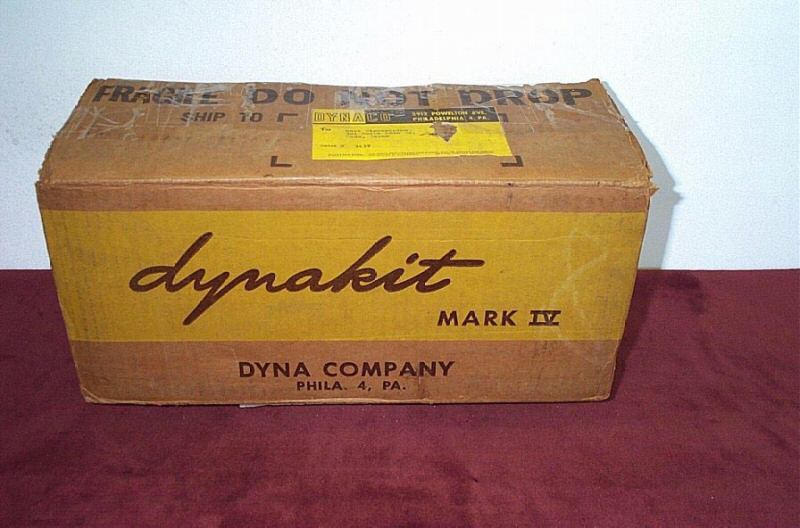 FRAGILE DO NOT DROP
SHIP TO
DYNACO 3912 POWELTON AVE.
PHILADELPHIA 4, PA.
To
dynakit
MARK IV
DYNA COMPANY
PHILA. 4, PA.